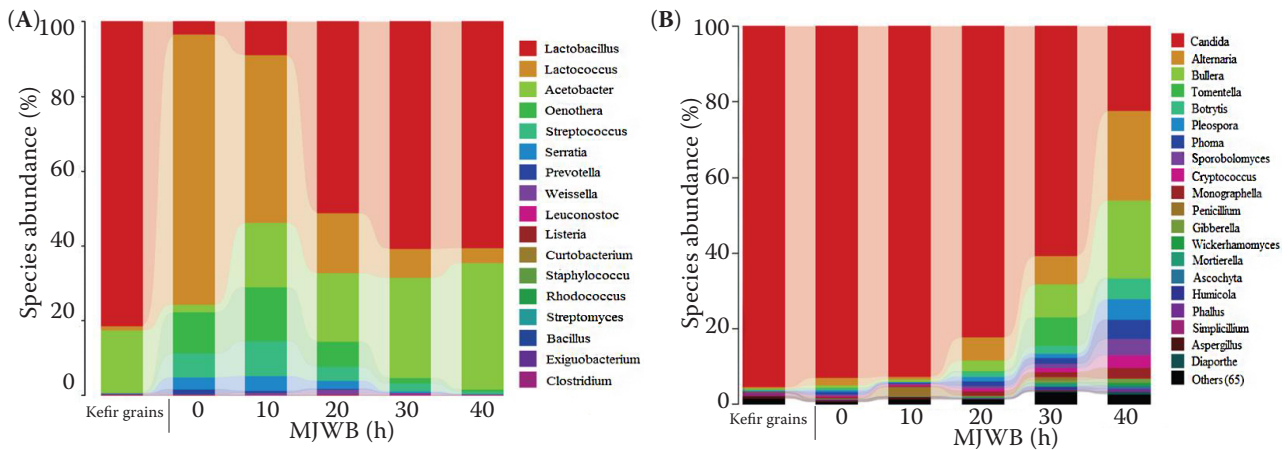 (A)
Species abundance (%)
100
80
60
40
20
0
Kefir grains
0
10
20
30
40
MJWB (h)
Lactobacillus
Lactococcus
Acetobacter
Oenothera
Streptococcus
Serratia
Prevotella
Weissella
Leuconostoc
Listeria
Curtobacterium
Staphylococcu
Rhodococcus
Streptomyces
Bacillus
Exiguobacterium
Clostridium
(B)
Species abundance (%)
100
80
60
40
20
0
Kefir grains
0
10
20
30
40
MJWB (h)
Candida
Alternaria
Bullera
Tomentella
Botrytis
Pleospora
Phoma
Sporobolomyces
Cryptococcus
Monographella
Penicillium
Gibberella
Wickerhamomyces
Mortierella
Ascochyta
Humicola
Phallus
Simplicillium
Aspergillus
Diaporthe
Others (65)